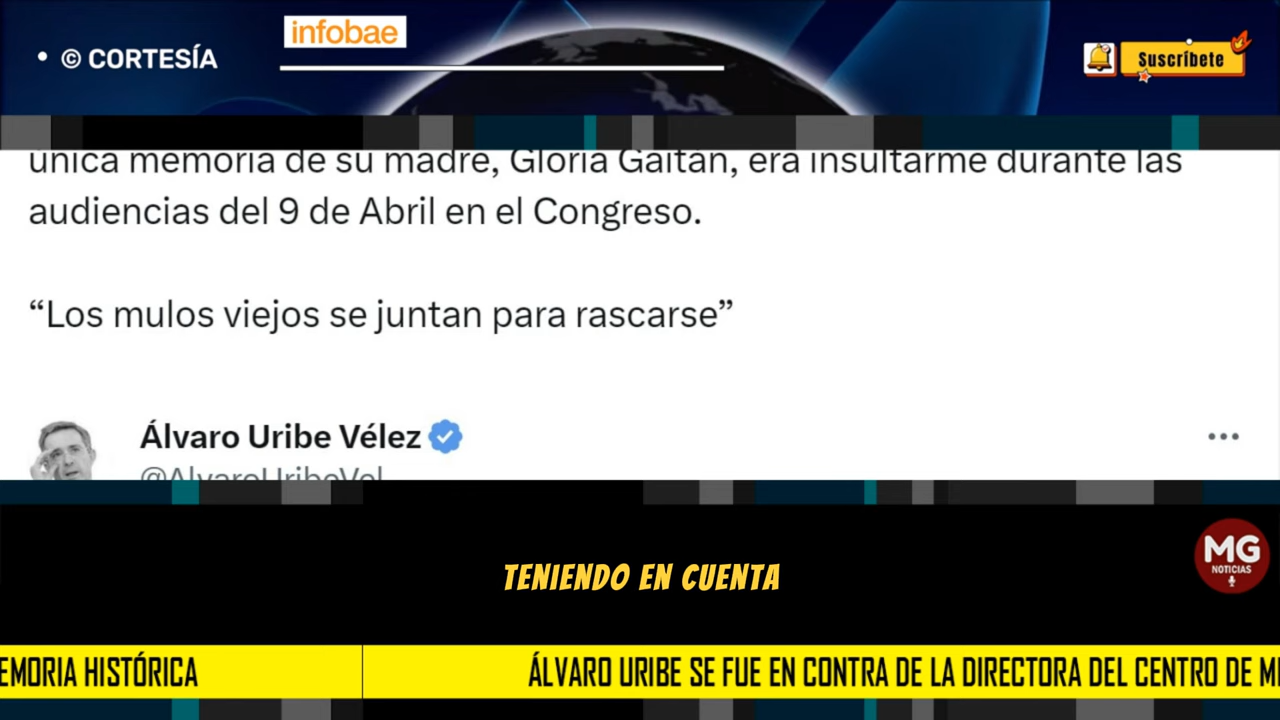 • © CORTESÍA
infobae
Suscríbete
única memoria de su madre, Gloria Gaitán, era insultarme durante las
audiencias del 9 de Abril en el Congreso.
“Los mulos viejos se juntan para rascarse”
Álvaro Uribe Vélez
@AlvaroUribeVel
MG
NOTICIAS
TENIENDO EN CUENTA
EMORIA HISTÓRICA
ÁLVARO URIBE SE FUE EN CONTRA DE LA DIRECTORA DEL CENTRO DE ME